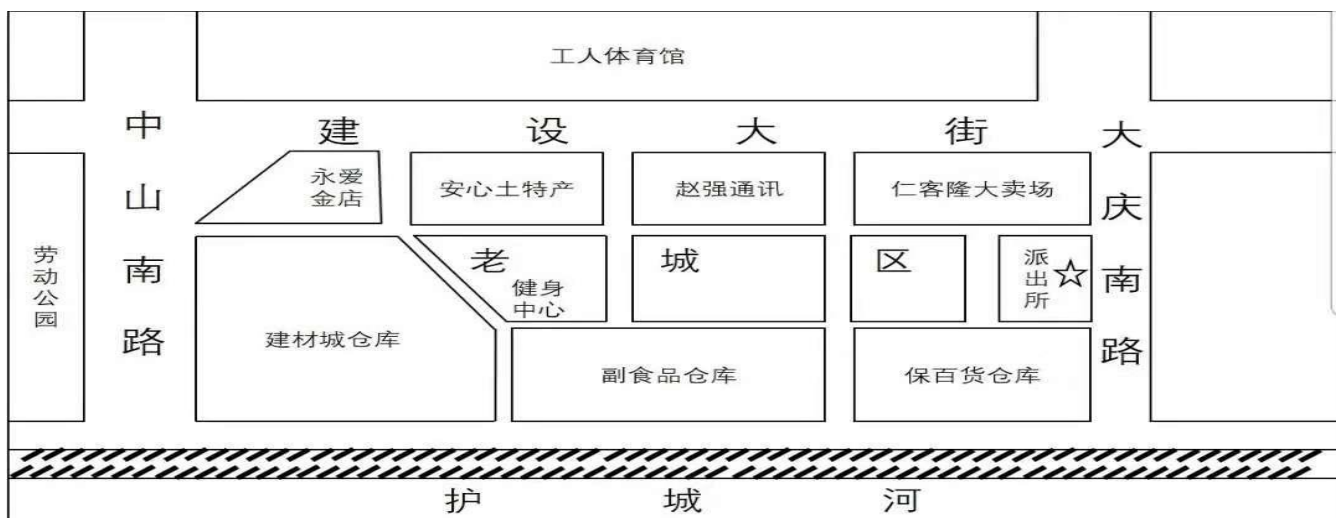 工人体育馆
建设大街
中山南路
大庆南路
永爱
金店
安心土特产
赵强通讯
仁客隆大卖场
劳动公园
老城区
健身
中心
派出所
建材城仓库
副食品仓库
保百货仓库
护城河